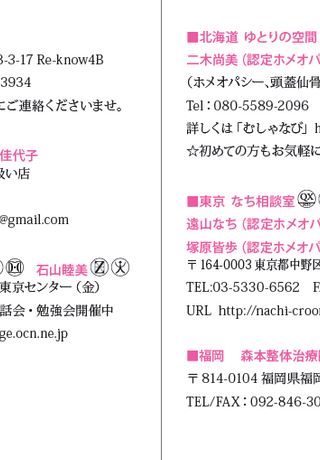 3-17 Re-know4B
3934
ご連絡くださいませ。
佳代子
扱い店
@gmail.com
石山睦美
東京センター（金）
話会・勉強会開催中
ge.ocn.ne.jp
■北海道 ゆとりの空間
二木尚美（認定ホメオパ
（ホメオパシー、頭蓋仙骨
Tel：080-5589-2096
詳しくは「むしゃなび」
☆初めての方もお気軽に
■東京 なち相談室 QX
遠山なち（認定ホメオパ
塚原皆歩（認定ホメオパ
〒164-0003 東京都中野区
TEL:03-5330-6562
URL http://nachi-croo
■福岡 森本整体治療
〒814-0104 福岡県福岡
TEL/FAX：092-846-30